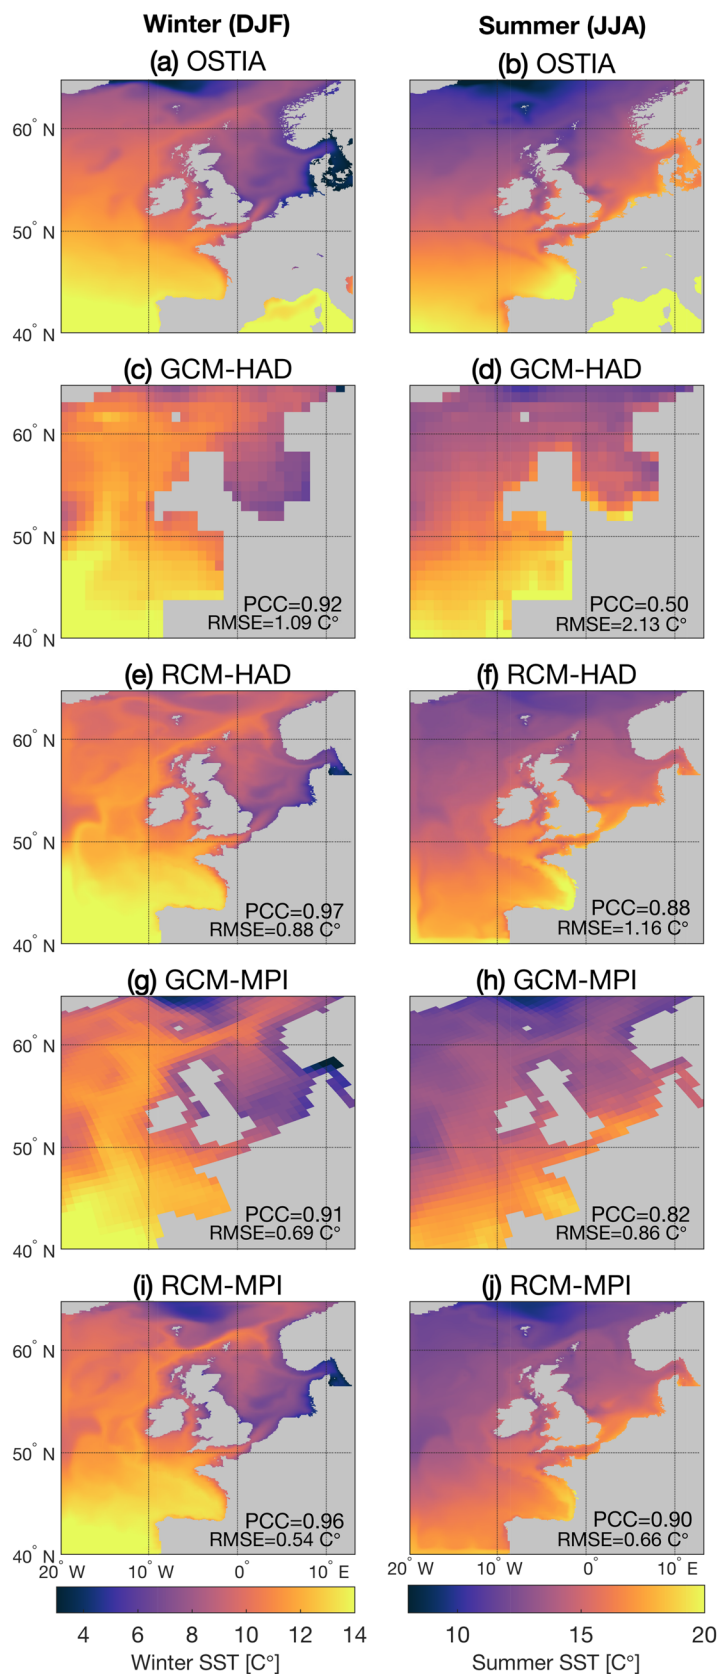 Winter (DJF) Summer (JJA)
(a) OSTIA (b) OSTIA
60° N
50° N
40° N
(c) GCM-HAD (d) GCM-HAD
60° N
50° N
PCC=0.92 PCC=0.50
RMSE=1.09 C° RMSE=2.13 C°
40° N
(e) RCM-HAD (f) RCM-HAD
60° N
50° N
PCC=0.97 PCC=0.88
RMSE=0.88 C° RMSE=1.16 C°
40° N
(g) GCM-MPI (h) GCM-MPI
60° N
50° N
PCC=0.91 PCC=0.82
RMSE=0.69 C° RMSE=0.86 C°
40° N
(i) RCM-MPI (j) RCM-MPI
60° N
50° N
PCC=0.96 PCC=0.90
RMSE=0.54 C° RMSE=0.66 C°
40° N
20° W 10° W 0° 10° E 20° W 10° W 0° 10° E
4 6 8 10 12 14 10 15 20
Winter SST [C°] Summer SST [C°]